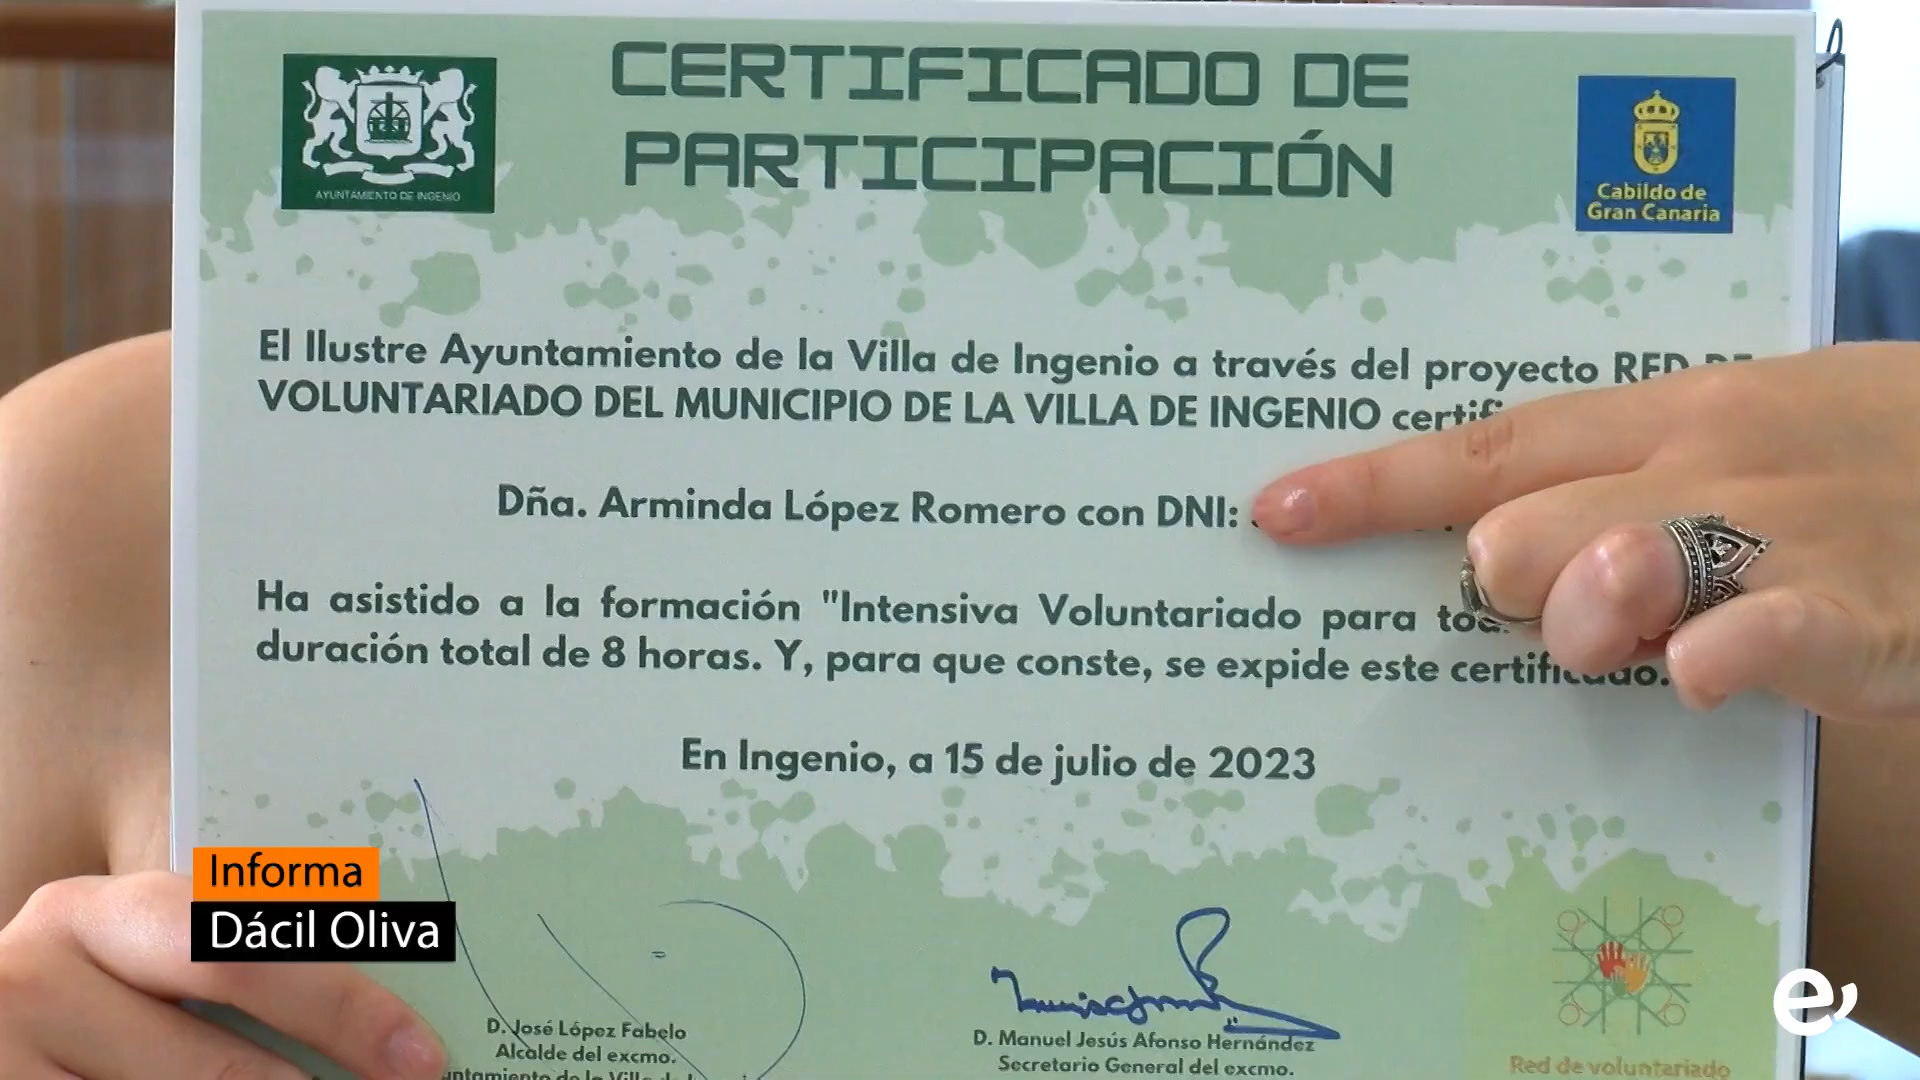 CERTIFICADO DE
PARTICIPACIÓN
AYUNTAMIENTO DE INGENIO
Cabildo de
Gran Canaria
El Ilustre Ayuntamiento de la Villa de Ingenio a través del proyecto RED DE
VOLUNTARIADO DEL MUNICIPIO DE LA VILLA DE INGENIO
Dña. Arminda López Romero con DNI:
Ha asistido a la formación "Intensiva Voluntariado para
duración total de 8 horas. Y, para que conste, se expide este certificado.
En Ingenio, a 15 de julio de 2023
Informa
Dácil Oliva
D. José López Fabelo
Alcalde del excmo.
D. Manuel Jesús Afonso Hernández
Secretario General del excmo.
Red de voluntariado
e